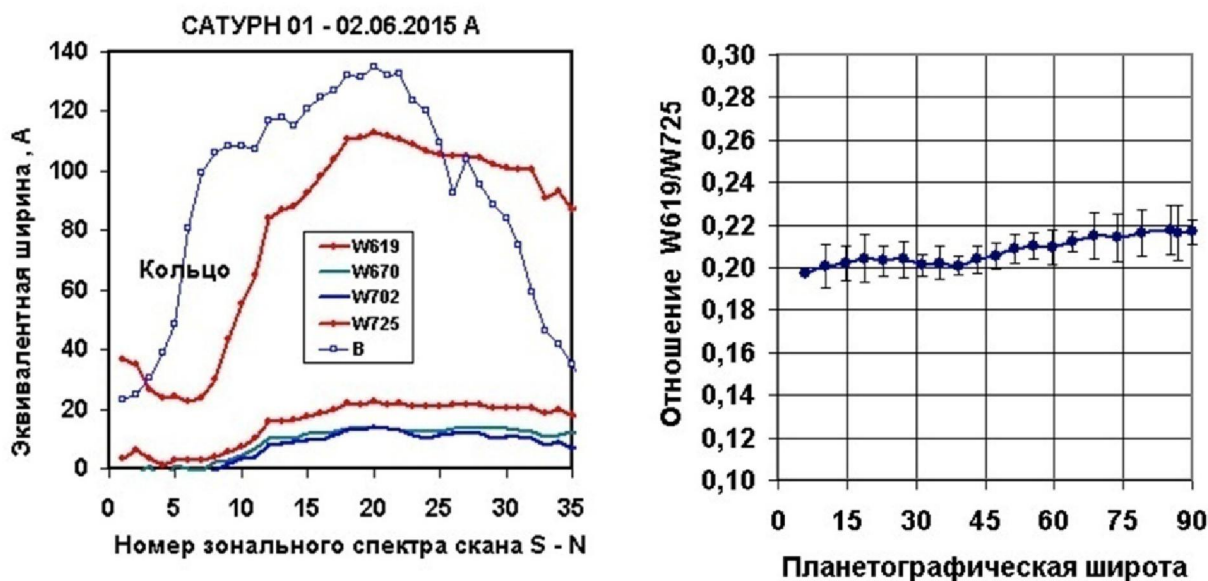 САТУРН 01 - 02.06.2015 А
Эквивалентная ширина , А
140
120
100
80
60
40
20
0
Кольцо
W619
W670
W702
W725
В
0 5 10 15 20 25 30 35
Номер зонального спектра скана S - N
Отношение W619/W725
0,30
0,28
0,26
0,24
0,22
0,20
0,18
0,16
0,14
0,12
0,10
0 15 30 45 60 75 90
Планетографическая широта